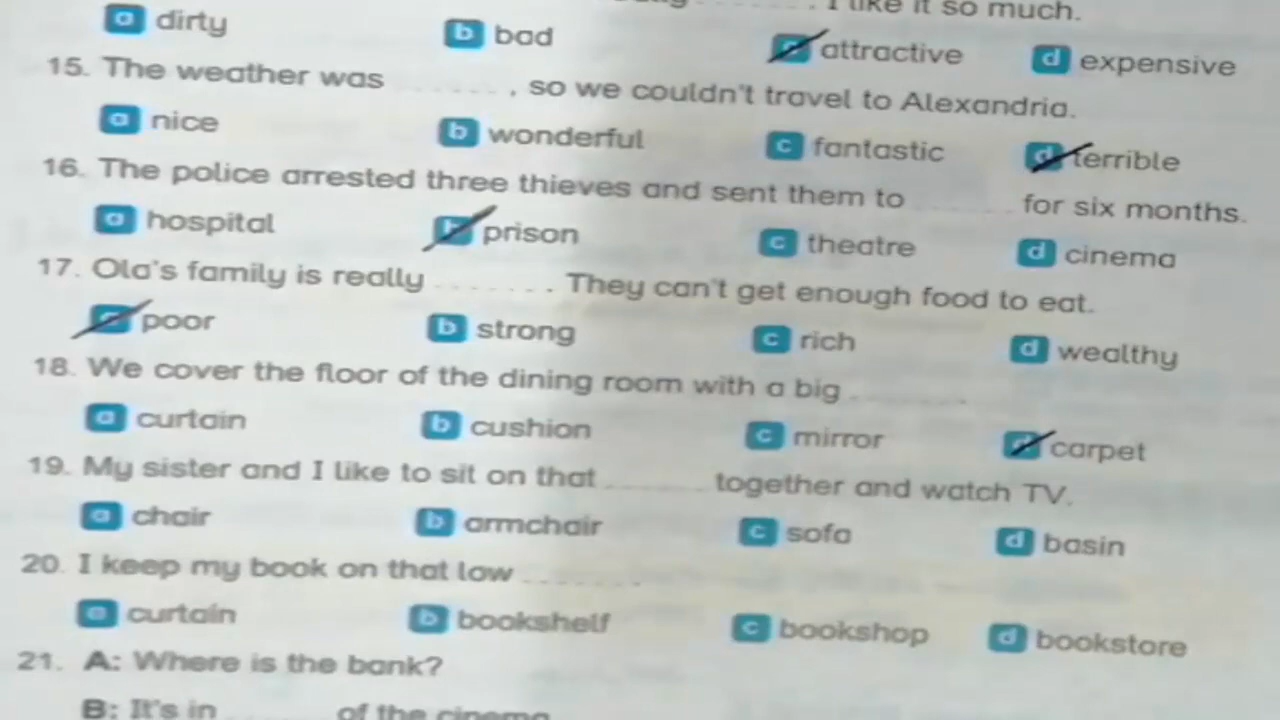 I like it so much.
a dirty b bad c attractive d expensive
15. The weather was ........ , so we couldn't travel to Alexandria.
a nice b wonderful c fantastic d terrible
16. The police arrested three thieves and sent them to ........ for six months.
a hospital b prison c theatre d cinema
17. Ola's family is really ........ . They can't get enough food to eat.
a poor b strong c rich d wealthy
18. We cover the floor of the dining room with a big ........
a curtain b cushion c mirror d carpet
19. My sister and I like to sit on that ........ together and watch TV.
a chair b armchair c sofa d basin
20. I keep my book on that low ........
a curtain b bookshelf c bookshop d bookstore
21. A: Where is the bank?
B: It's in ........ of the cinema